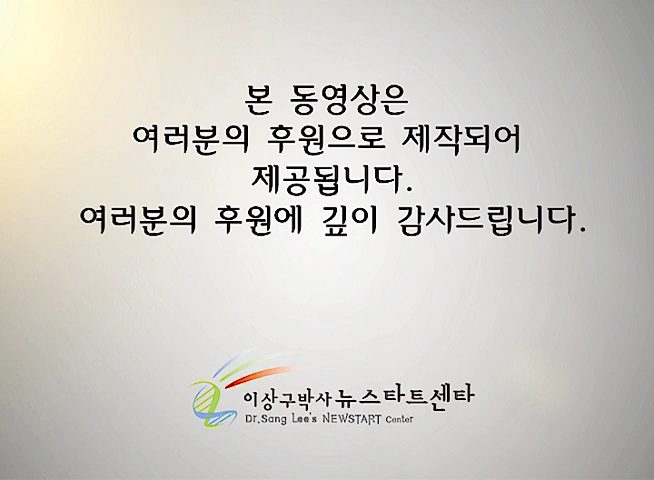 본 동영상은
여러분의 후원으로 제작되어
제공됩니다.
여러분의 후원에 깊이 감사드립니다.
이상구박사 뉴스타트센타
Dr.Sang Lee's NEWSTART Center